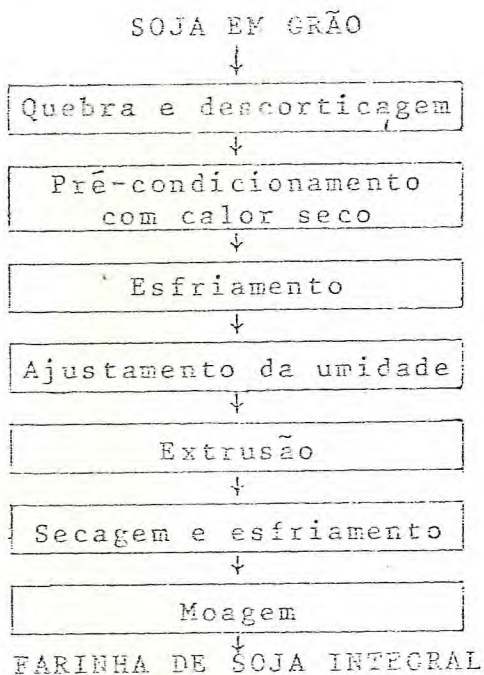 SOJA EM GRÃO
Quebra e descorticagem
Pré-condicionamento
com calor seco
Esfriamento
Ajustamento da umidade
Extrusão
Secagem e esfriamento
Moagem
FARINHA DE SOJA INTEGRAL